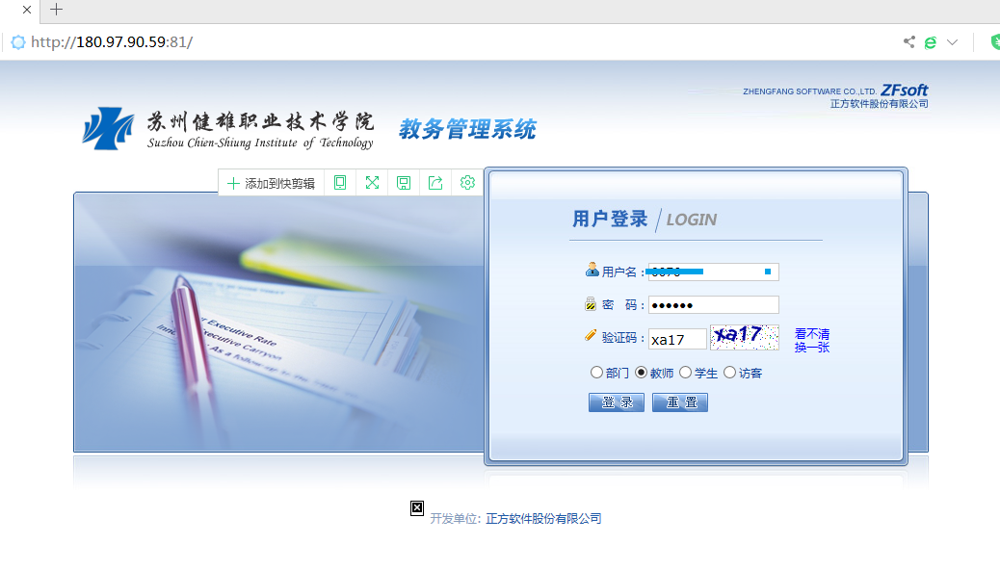 http://180.97.90.59:81/
ZHENGFANG SOFTWARE CO.,LTD. ZFsoft
正方软件股份有限公司
苏州健雄职业技术学院 教务管理系统
Suzhou Chien-Shiung Institute of Technology
添加到快剪辑
用户登录 LOGIN
用户名:
密 码: ●●●●●●
验证码: xa17 xa17 看不清
换一张
部门 教师 学生 访客
登 录 重 置
Executive Rate
Executive Carryon
As a follow-up to the
开发单位: 正方软件股份有限公司